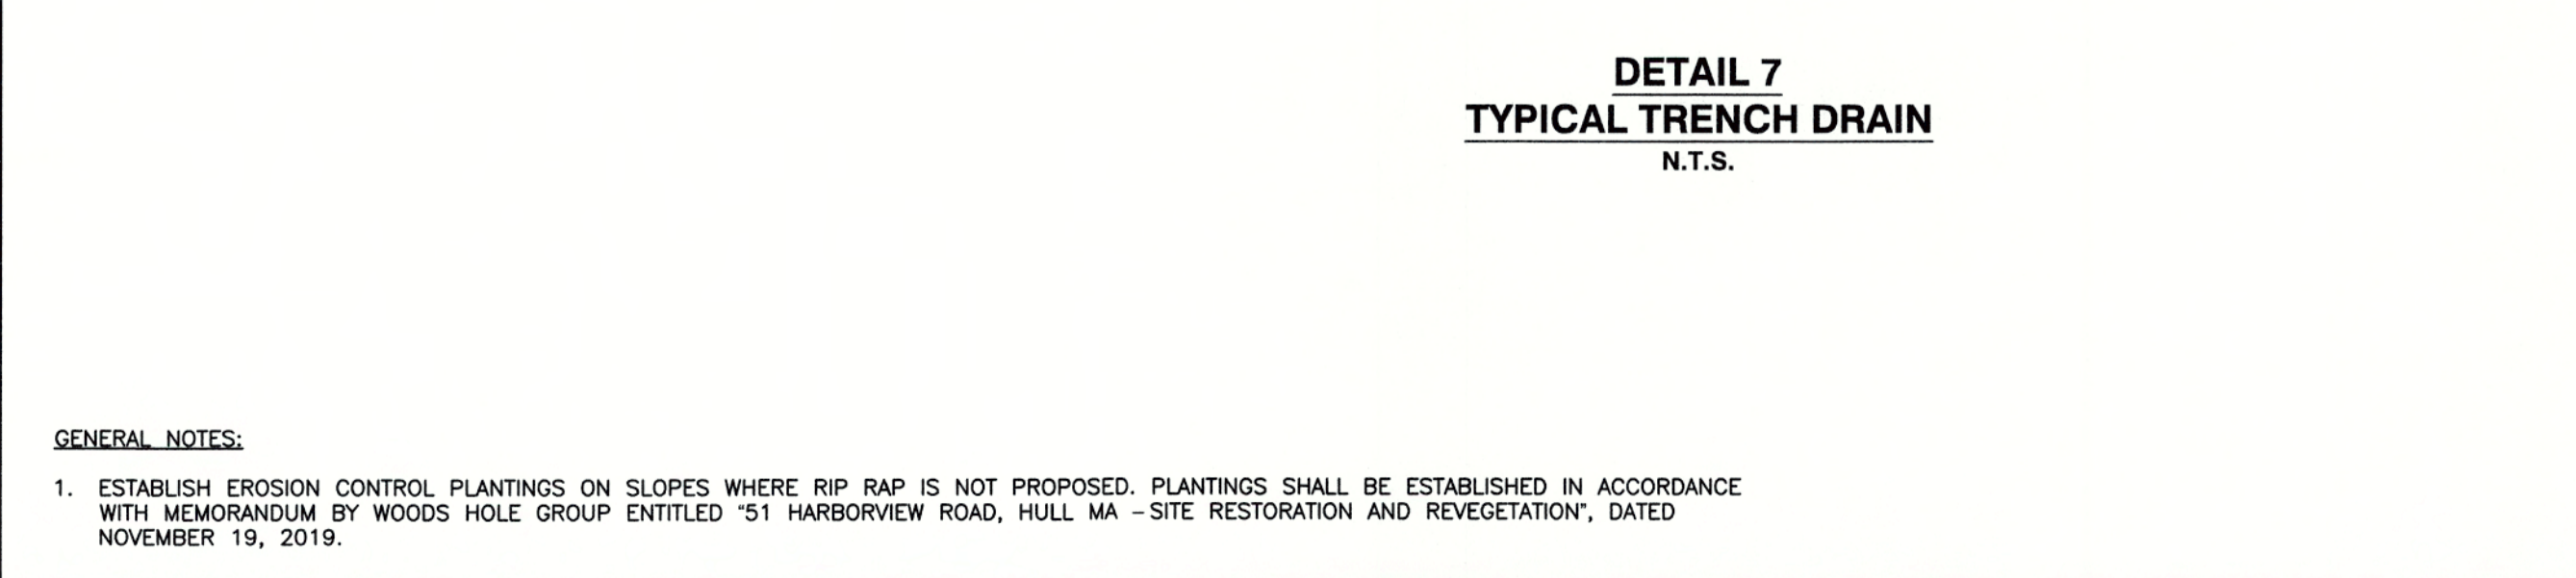 DETAIL 7
TYPICAL TRENCH DRAIN
N.T.S.
GENERAL NOTES:
1. ESTABLISH EROSION CONTROL PLANTINGS ON SLOPES WHERE RIP RAP IS NOT PROPOSED. PLANTINGS SHALL BE ESTABLISHED IN ACCORDANCE
WITH MEMORANDUM BY WOODS HOLE GROUP ENTITLED "51 HARBORVIEW ROAD, HULL MA – SITE RESTORATION AND REVEGETATION", DATED
NOVEMBER 19, 2019.